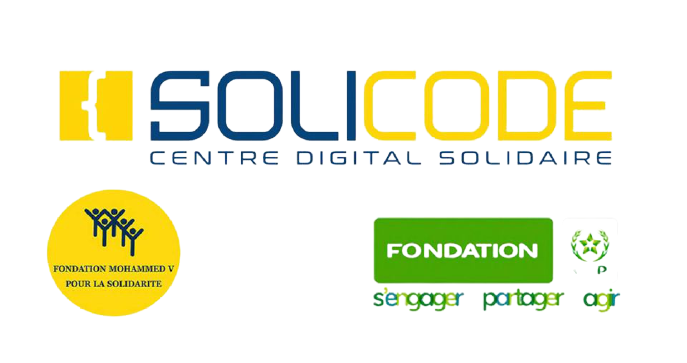 SOLICODE
CENTRE DIGITAL SOLIDAIRE
FONDATION MOHAMMED V
POUR LA SOLIDARITE
FONDATION
P
s'engager partager agir